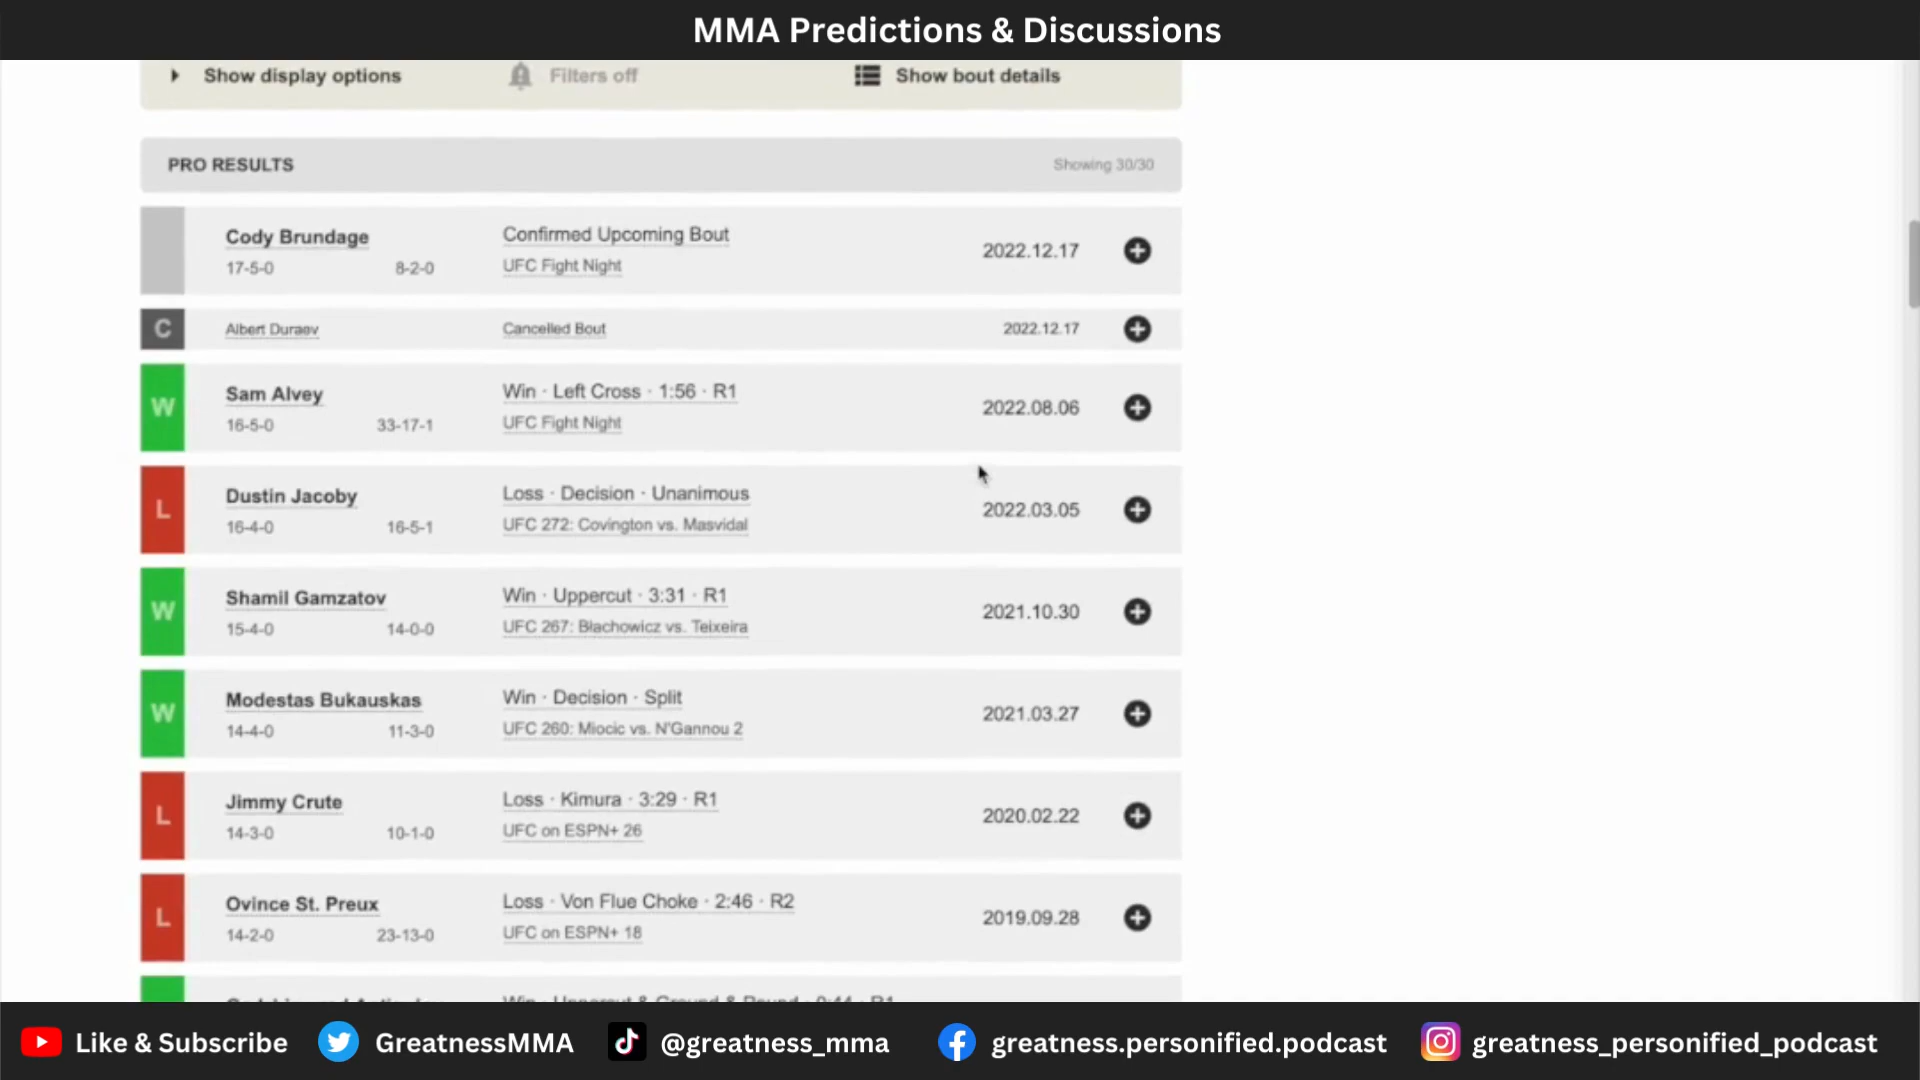 MMA Predictions & Discussions
Show display options Filters off Show bout details
PRO RESULTS Showing 30/30
Cody Brundage Confirmed Upcoming Bout 2022.12.17
17-5-0 8-2-0 UFC Fight Night
C Albert Duraev Cancelled Bout 2022.12.17
W Sam Alvey Win · Left Cross · 1:56 · R1 2022.08.06
16-5-0 33-17-1 UFC Fight Night
L Dustin Jacoby Loss · Decision · Unanimous 2022.03.05
16-4-0 16-5-1 UFC 272: Covington vs. Masvidal
W Shamil Gamzatov Win · Uppercut · 3:31 · R1 2021.10.30
15-4-0 14-0-0 UFC 267: Błachowicz vs. Teixeira
W Modestas Bukauskas Win · Decision · Split 2021.03.27
14-4-0 11-3-0 UFC 260: Miocic vs. N'Gannou 2
L Jimmy Crute Loss · Kimura · 3:29 · R1 2020.02.22
14-3-0 10-1-0 UFC on ESPN+ 26
L Ovince St. Preux Loss · Von Flue Choke · 2:46 · R2 2019.09.28
14-2-0 23-13-0 UFC on ESPN+ 18
Win · Uppercut & Ground & Pound · 0:44 · R1
Like & Subscribe GreatnessMMA @greatness_mma greatness.personified.podcast greatness_personified_podcast